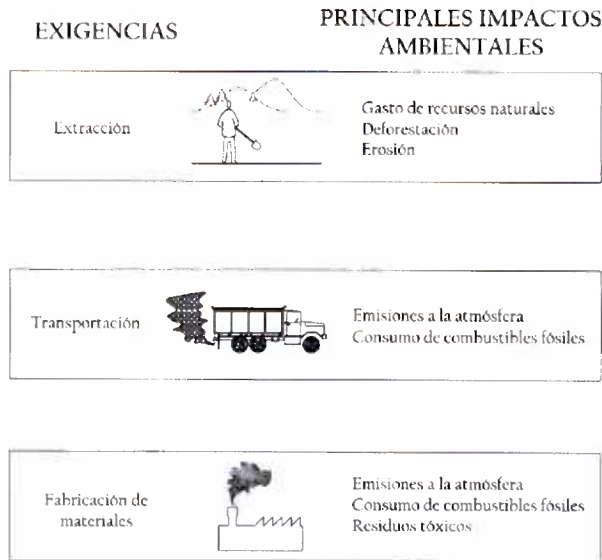 EXIGENCIAS
PRINCIPALES IMPACTOS
AMBIENTALES
Extracción
Gasto de recursos naturales
Deforestación
Erosión
Transportación
Emisiones a la atmósfera
Consumo de combustibles fósiles
Fabricación de
materiales
Emisiones a la atmósfera
Consumo de combustibles fósiles
Residuos tóxicos